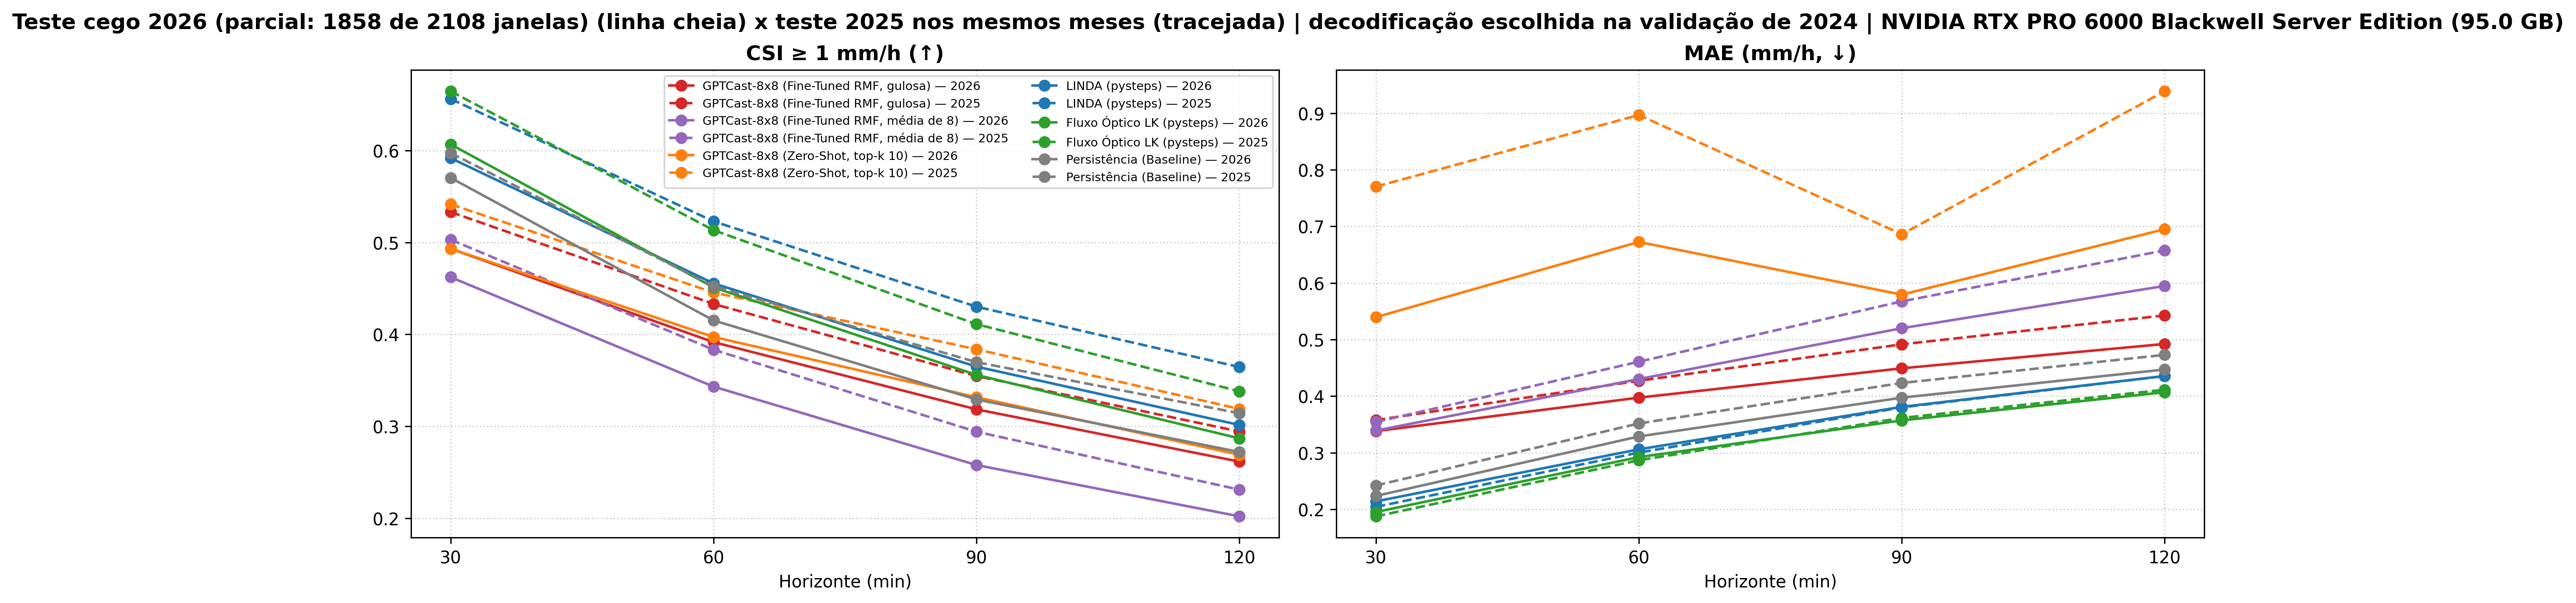 Teste cego 2026 (parcial: 1858 de 2108 janelas) (linha cheia) x teste 2025 nos mesmos meses (tracejada) | decodificação escolhida na validação de 2024 | NVIDIA RTX PRO 6000 Blackwell Server Edition (95.0 GB)
CSI ≥ 1 mm/h (↑)
GPTCast-8x8 (Fine-Tuned RMF, gulosa) — 2026
GPTCast-8x8 (Fine-Tuned RMF, gulosa) — 2025
GPTCast-8x8 (Fine-Tuned RMF, média de 8) — 2026
GPTCast-8x8 (Fine-Tuned RMF, média de 8) — 2025
GPTCast-8x8 (Zero-Shot, top-k 10) — 2026
GPTCast-8x8 (Zero-Shot, top-k 10) — 2025
LINDA (pysteps) — 2026
LINDA (pysteps) — 2025
Fluxo Óptico LK (pysteps) — 2026
Fluxo Óptico LK (pysteps) — 2025
Persistência (Baseline) — 2026
Persistência (Baseline) — 2025
0.6
0.5
0.4
0.3
0.2
30 60 90 120
Horizonte (min)
MAE (mm/h, ↓)
0.9
0.8
0.7
0.6
0.5
0.4
0.3
0.2
30 60 90 120
Horizonte (min)